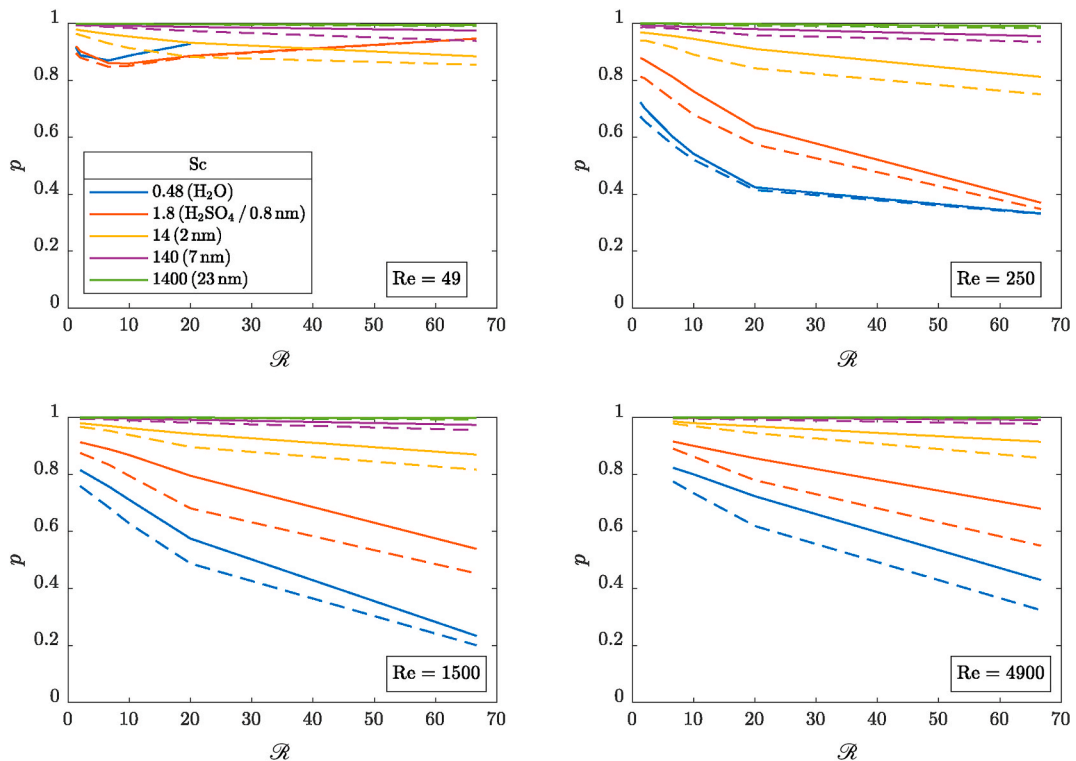 1
0.8
0.6
0.4
0.2
0
p
Sc
0.48 (H₂O)
1.8 (H₂SO₄ / 0.8 nm)
14 (2 nm)
140 (7 nm)
1400 (23 nm)
Re = 49
0 10 20 30 40 50 60 70
ℛ
1
0.8
0.6
0.4
0.2
0
p
Re = 250
0 10 20 30 40 50 60 70
ℛ
1
0.8
0.6
0.4
0.2
0
p
Re = 1500
0 10 20 30 40 50 60 70
ℛ
1
0.8
0.6
0.4
0.2
0
p
Re = 4900
0 10 20 30 40 50 60 70
ℛ